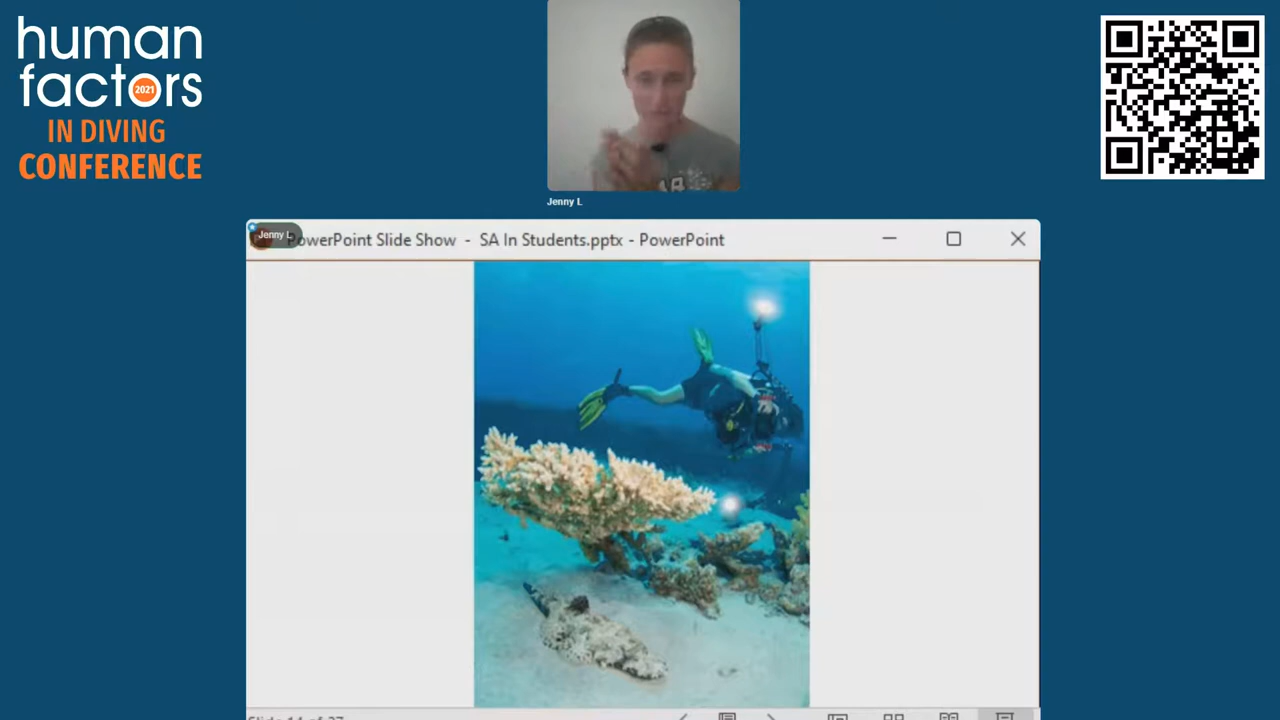 human
factors
2021
IN DIVING
CONFERENCE
Jenny L
Jenny L
PowerPoint Slide Show - SA In Students.pptx - PowerPoint